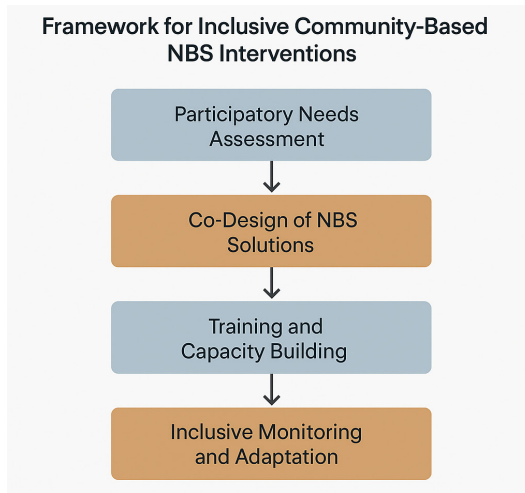 Framework for Inclusive Community-Based
NBS Interventions
Participatory Needs
Assessment
Co-Design of NBS
Solutions
Training and
Capacity Building
Inclusive Monitoring
and Adaptation